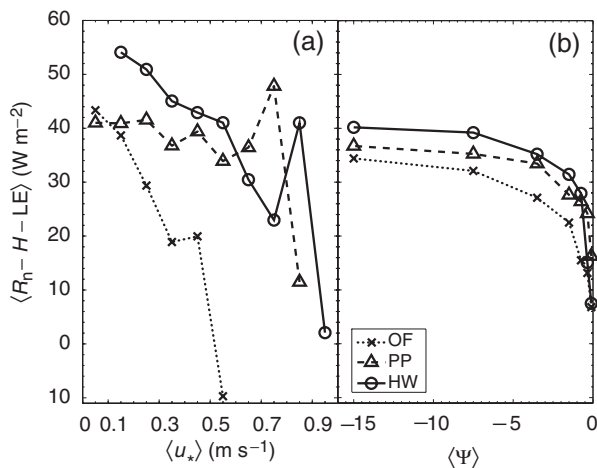 60
50
40
30
20
10
0
10
⟨Rn– H – LE⟩ (W m−2)
(a)
0.1 0.3 0.5 0.7 0.9
⟨u*⟩ (m s−1)
(b)
OF
PP
HW
−15 −10 −5 0
⟨Ψ⟩